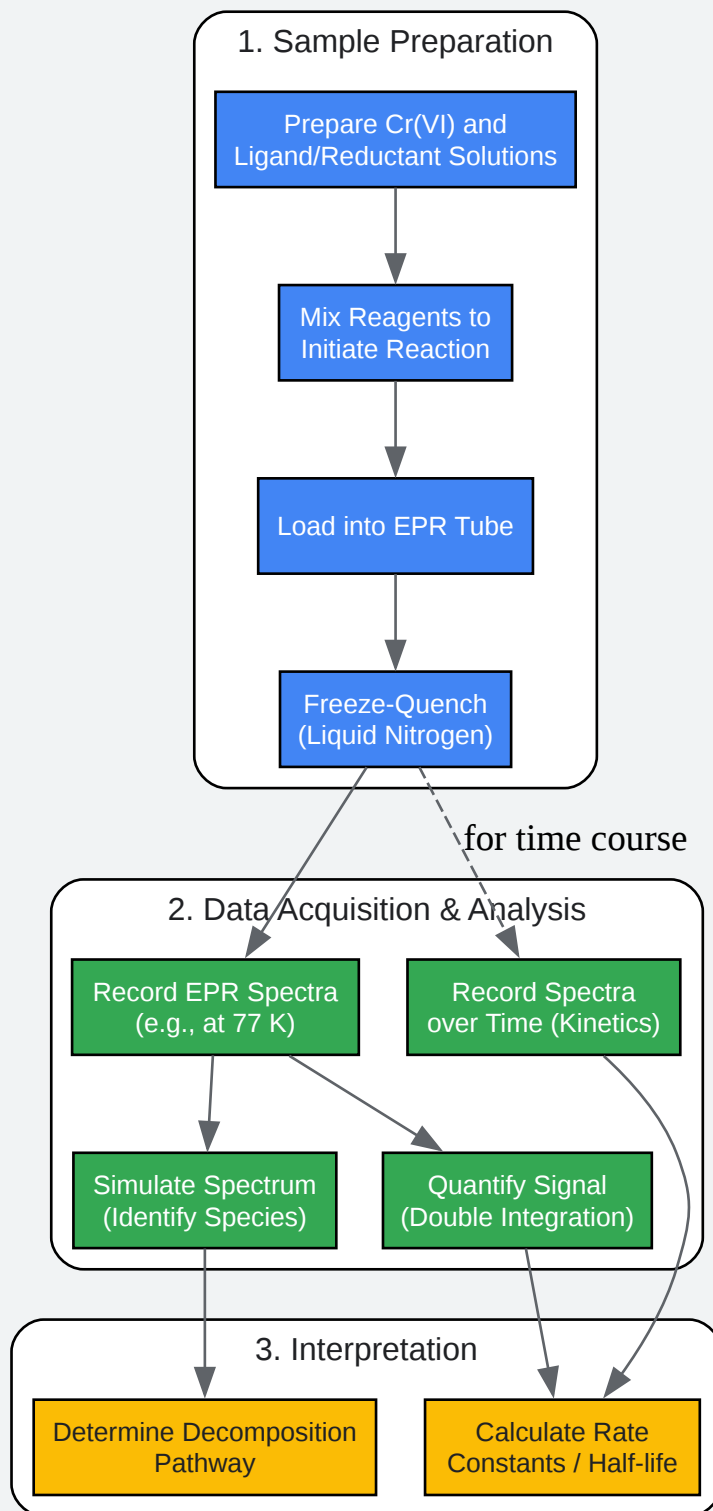 1. Sample Preparation
Prepare Cr(VI) and
Ligand/Reductant Solutions
Mix Reagents to
Initiate Reaction
Load into EPR Tube
Freeze-Quench
(Liquid Nitrogen)
for time course
2. Data Acquisition & Analysis
Record EPR Spectra
(e.g., at 77 K)
Record Spectra
over Time (Kinetics)
Simulate Spectrum
(Identify Species)
Quantify Signal
(Double Integration)
3. Interpretation
Determine Decomposition
Pathway
Calculate Rate
Constants / Half-life